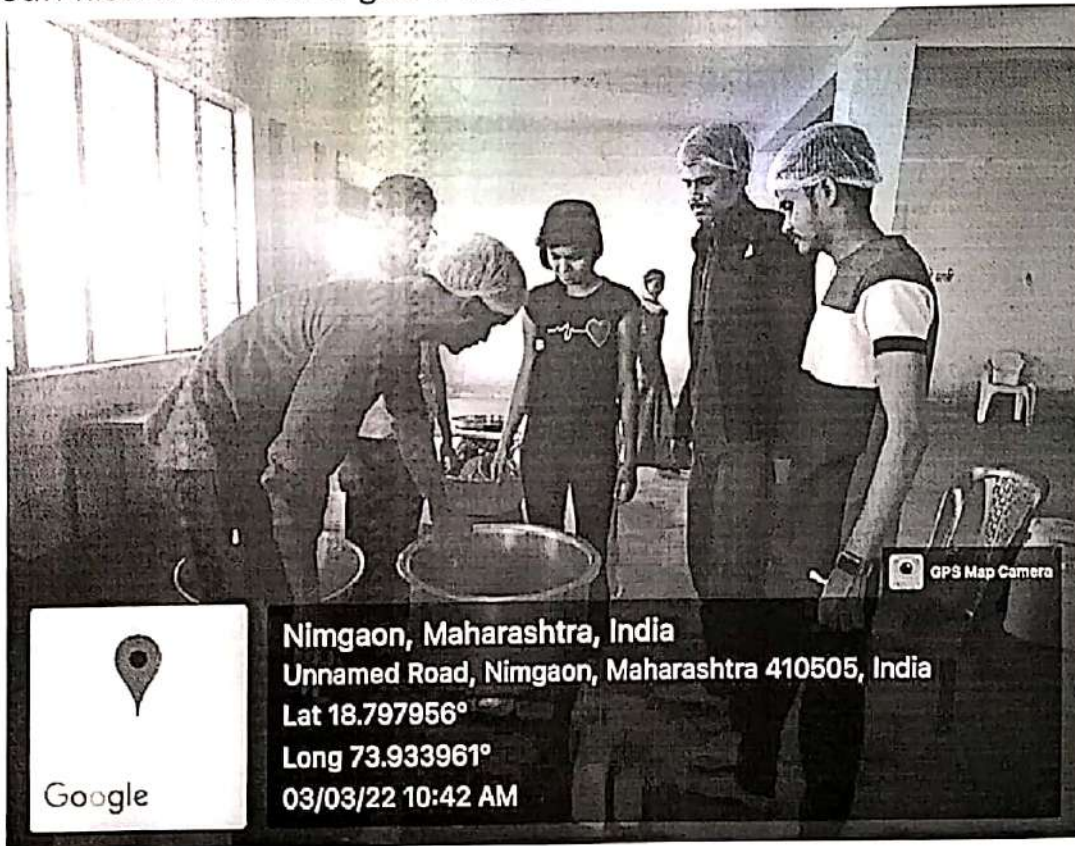 GPS Map Camera
Nimgaon, Maharashtra, India
Unnamed Road, Nimgaon, Maharashtra 410505, India
Lat 18.797956°
Long 73.933961°
03/03/22 10:42 AM
Google